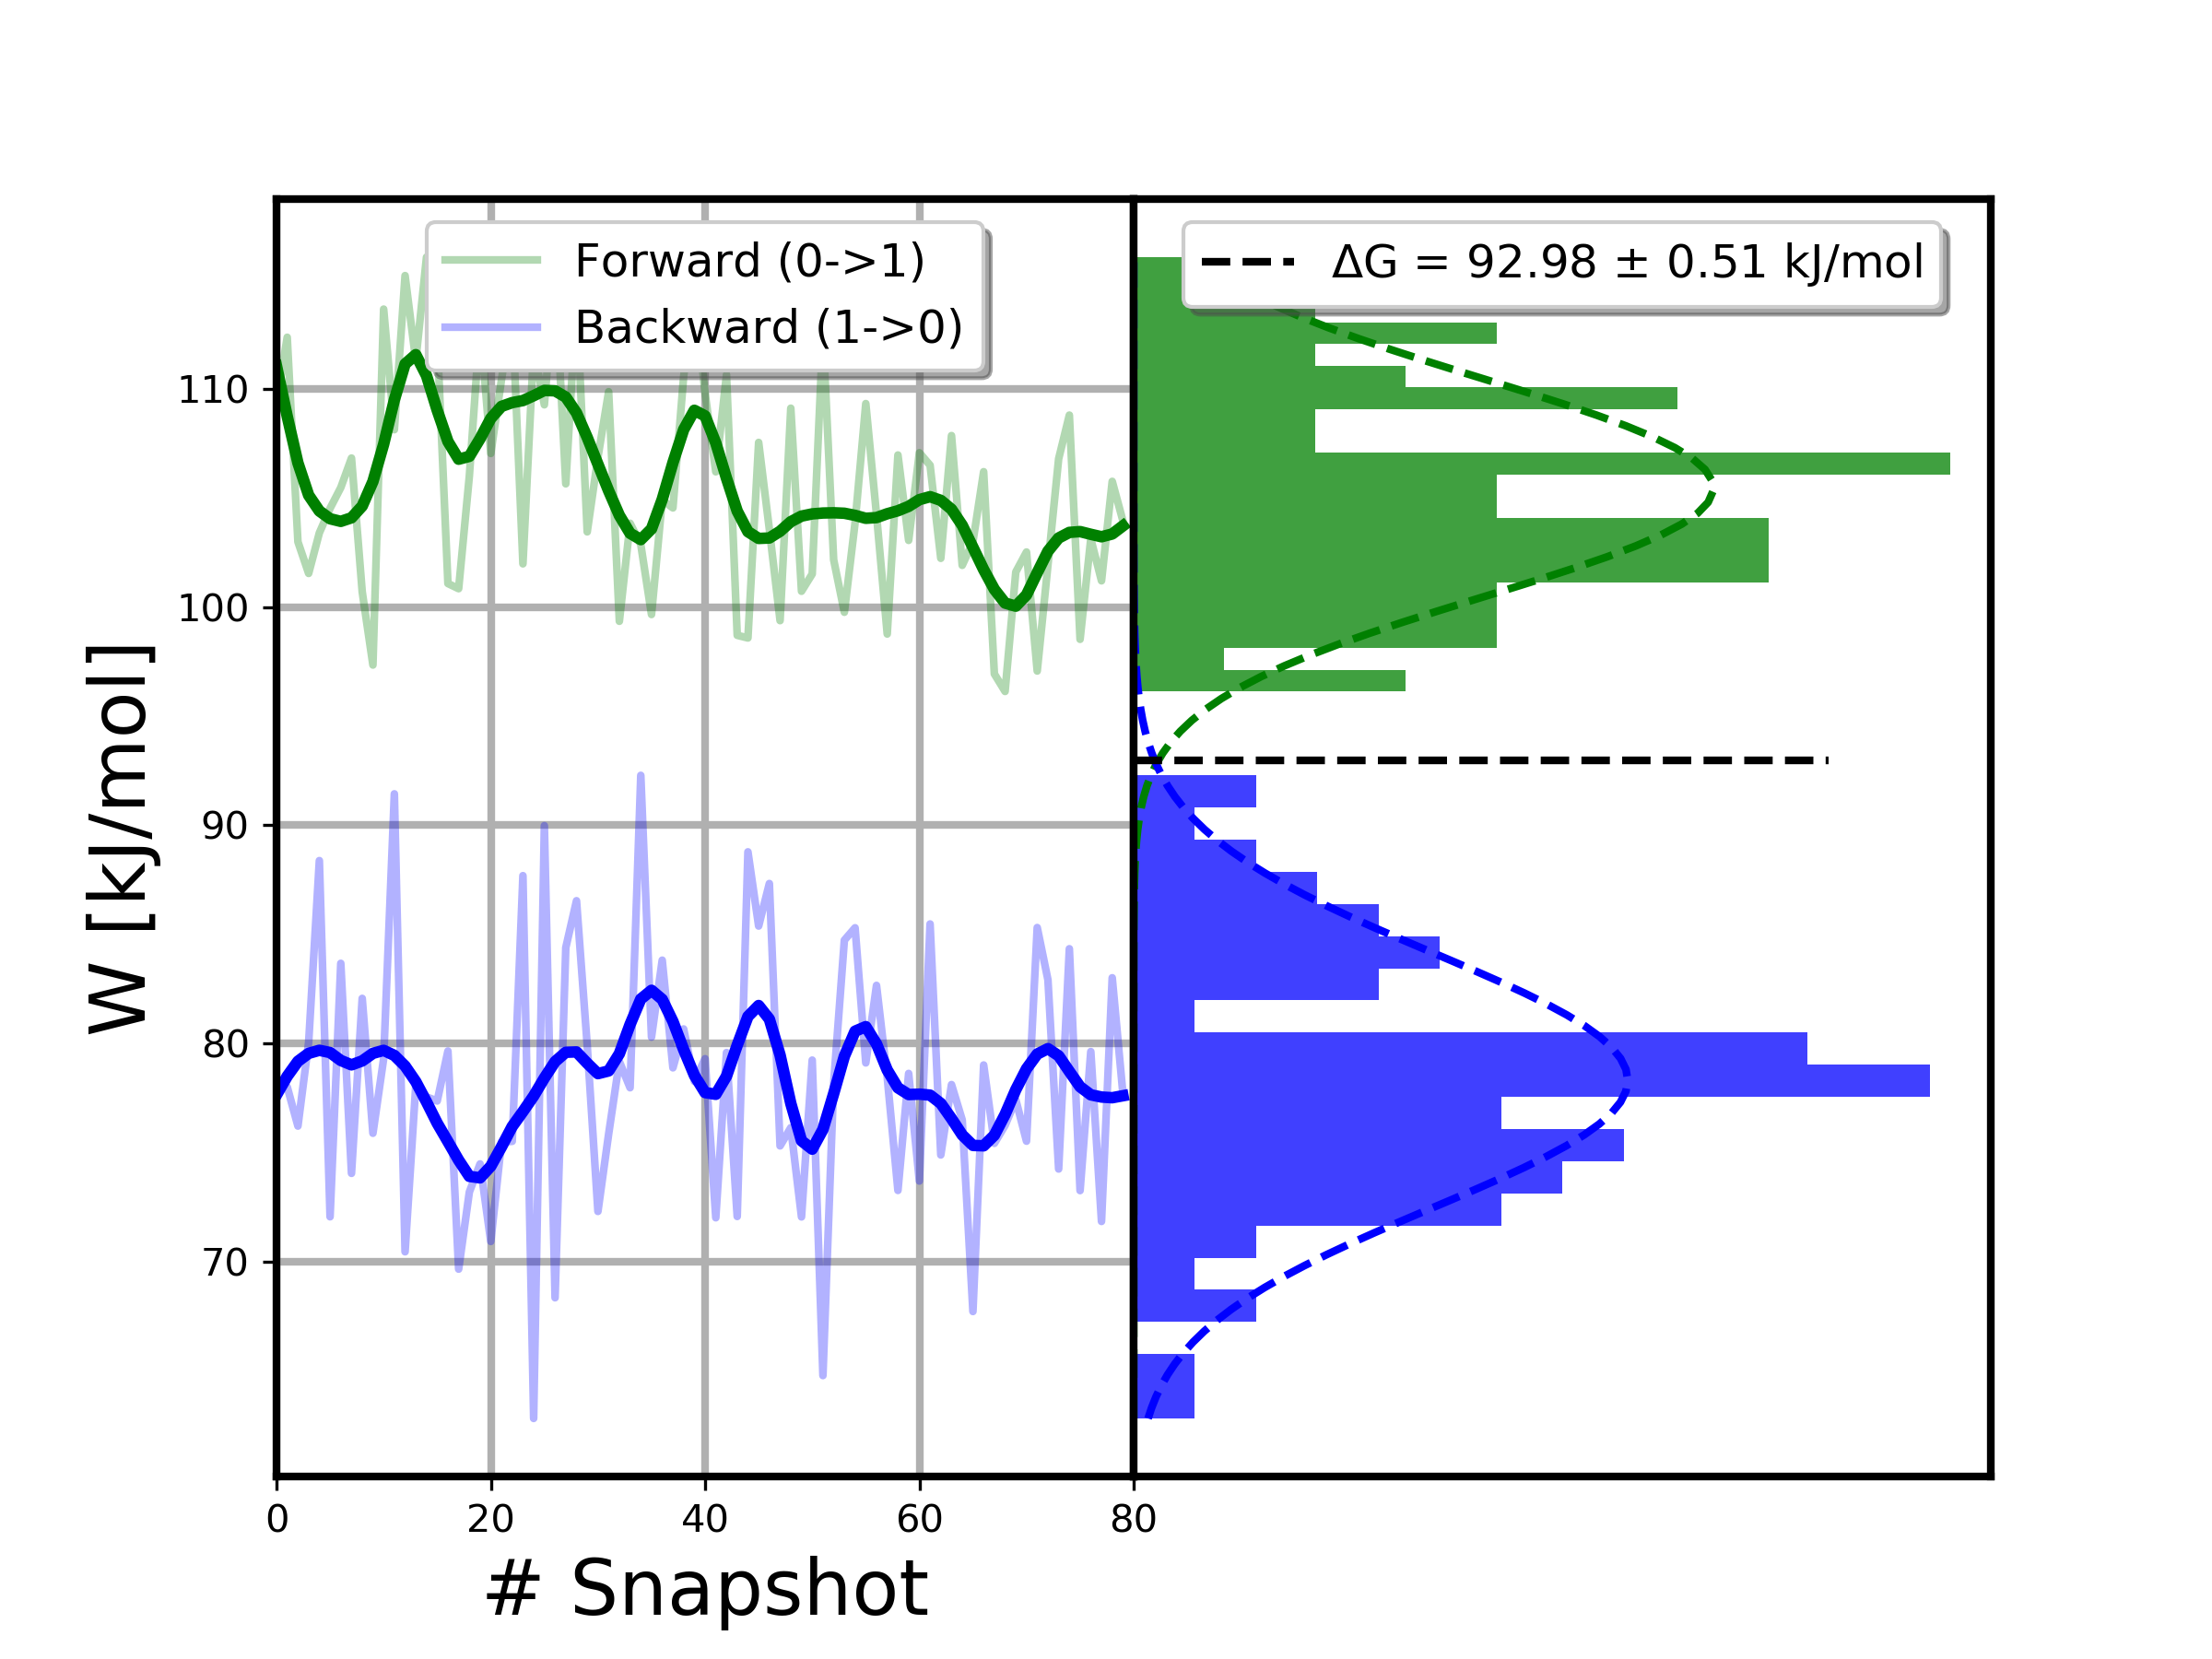 Forward (0->1)
Backward (1->0)
ΔG = 92.98 ± 0.51 kJ/mol
110
100
90
80
70
W [kJ/mol]
0
20
40
60
80
# Snapshot